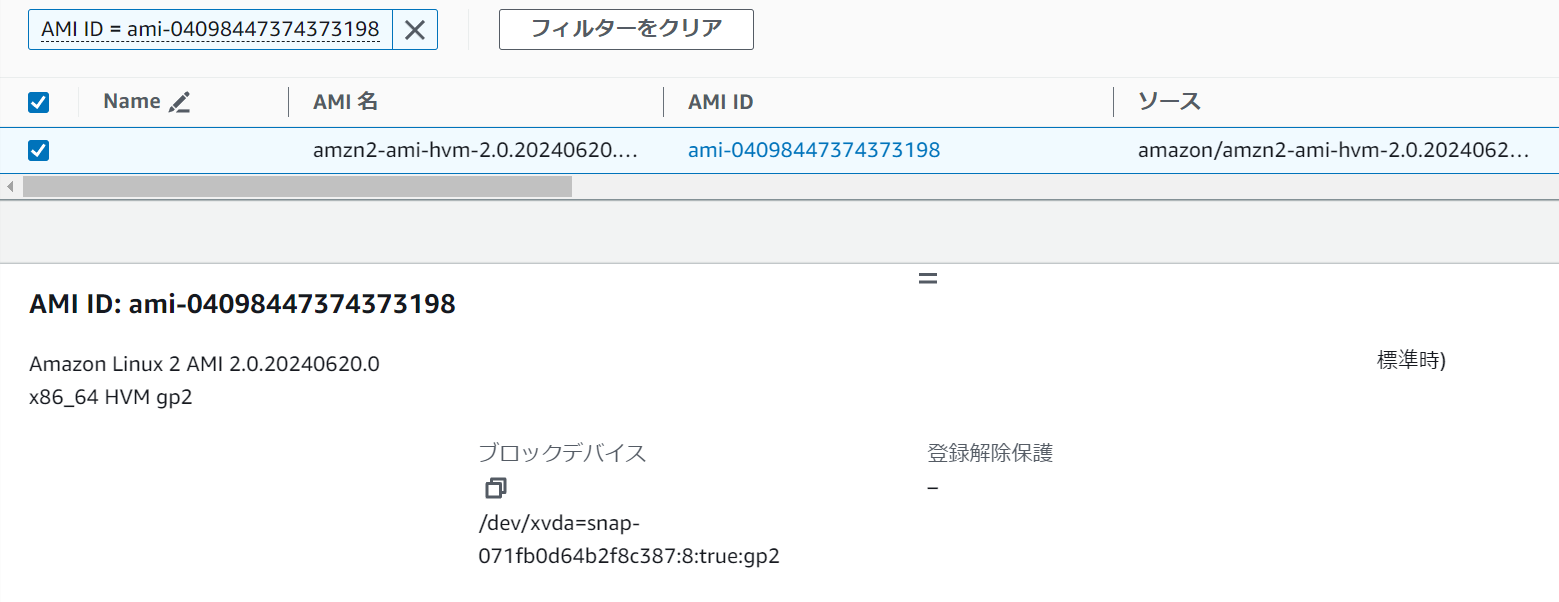 AMI ID = ami-04098447374373198
フィルターをクリア
Name AMI 名 AMI ID ソース
amzn2-ami-hvm-2.0.20240620.… ami-04098447374373198 amazon/amzn2-ami-hvm-2.0.2024062…
AMI ID: ami-04098447374373198
Amazon Linux 2 AMI 2.0.20240620.0
x86_64 HVM gp2
標準時)
ブロックデバイス
/dev/xvda=snap-
071fb0d64b2f8c387:8:true:gp2
登録解除保護
–